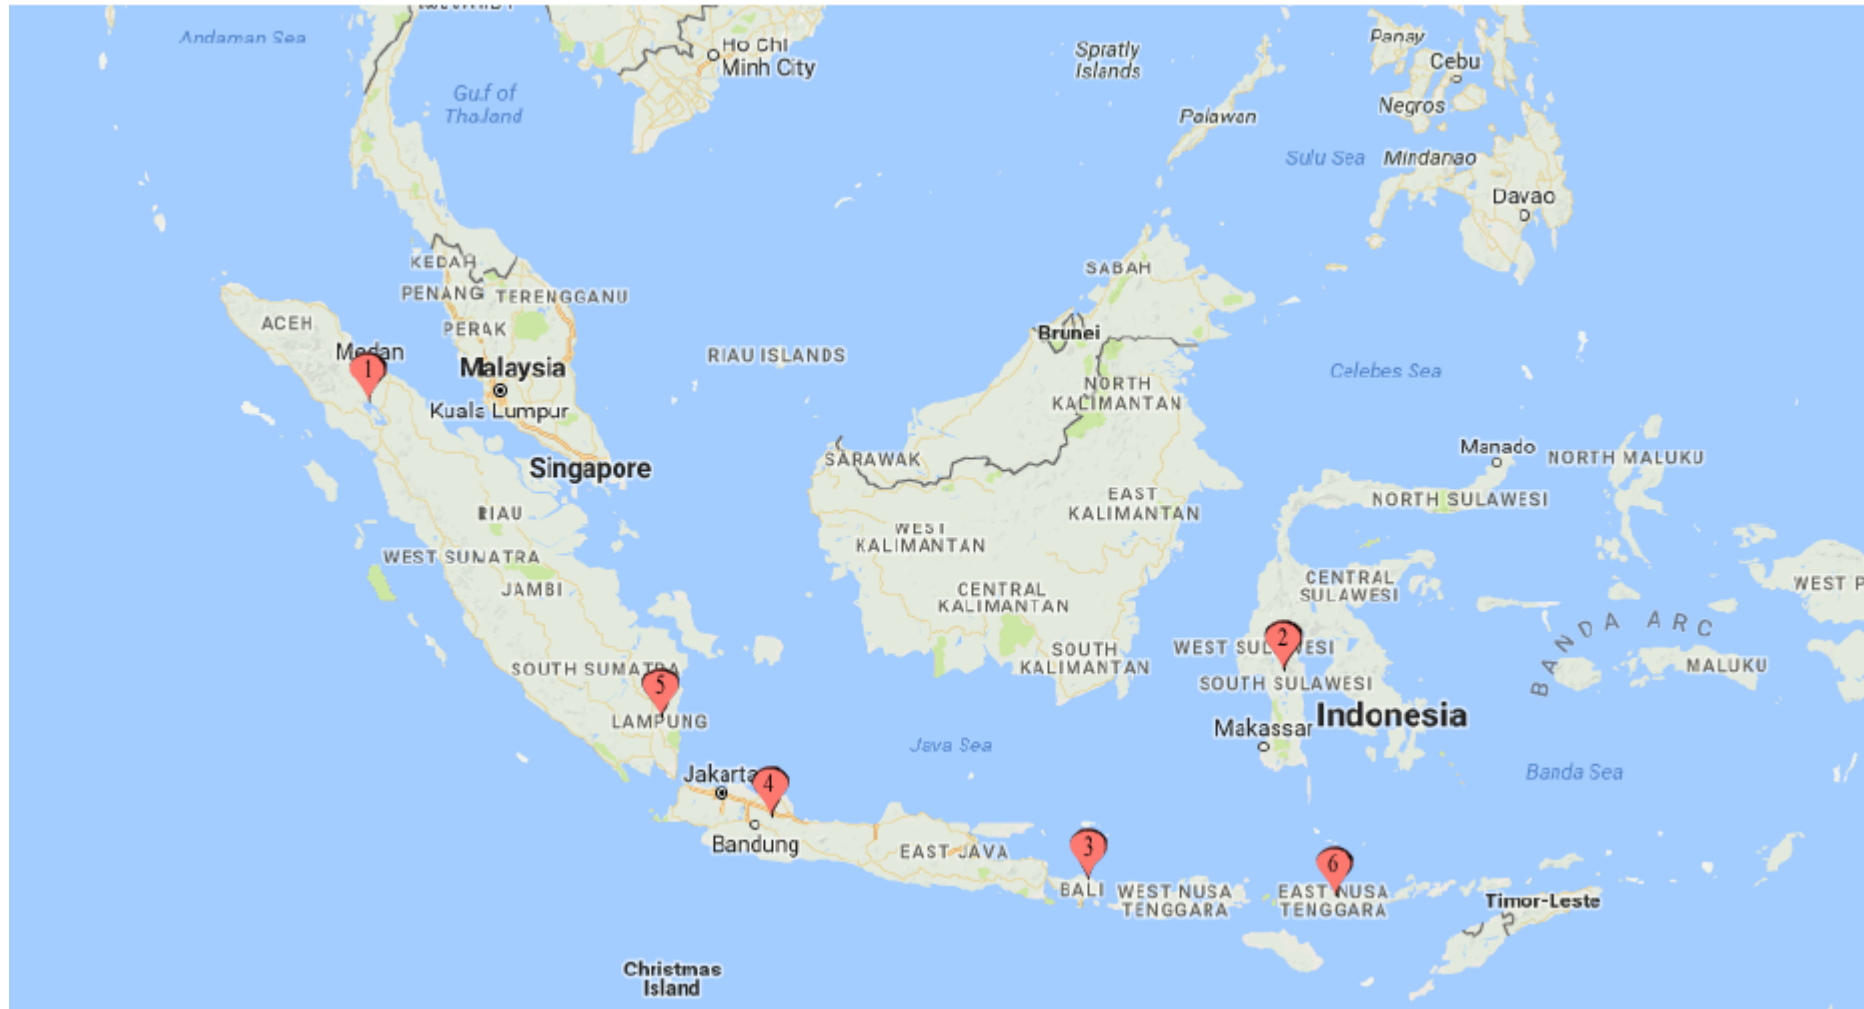 Andaman Sea
Ho Chi
Minh City
Gulf of
Thailand
Spratly
Islands
Panay
Cebu
Negros
Palawan
Sulu Sea
Mindanao
Davao
KEDAH
PENANG
TERENGGANU
PERAK
SABAH
ACEH
Medan
1
Malaysia
Kuala Lumpur
RIAU ISLANDS
Brunei
NORTH
KALIMANTAN
Celebes Sea
Singapore
SARAWAK
Manado
NORTH MALUKU
NORTH SULAWESI
RIAU
EAST
KALIMANTAN
WEST
KALIMANTAN
WEST SUMATRA
JAMBI
CENTRAL
KALIMANTAN
CENTRAL
SULAWESI
WEST P
BANDA ARC
SOUTH SUMATRA
5
LAMPUNG
SOUTH
KALIMANTAN
2
WEST SULAWESI
SOUTH SULAWESI
MALUKU
Makassar
Indonesia
Java Sea
Banda Sea
Jakarta
4
Bandung
EAST JAVA
3
BALI
WEST NUSA
TENGGARA
6
EAST NUSA
TENGGARA
Timor-Leste
Christmas
Island